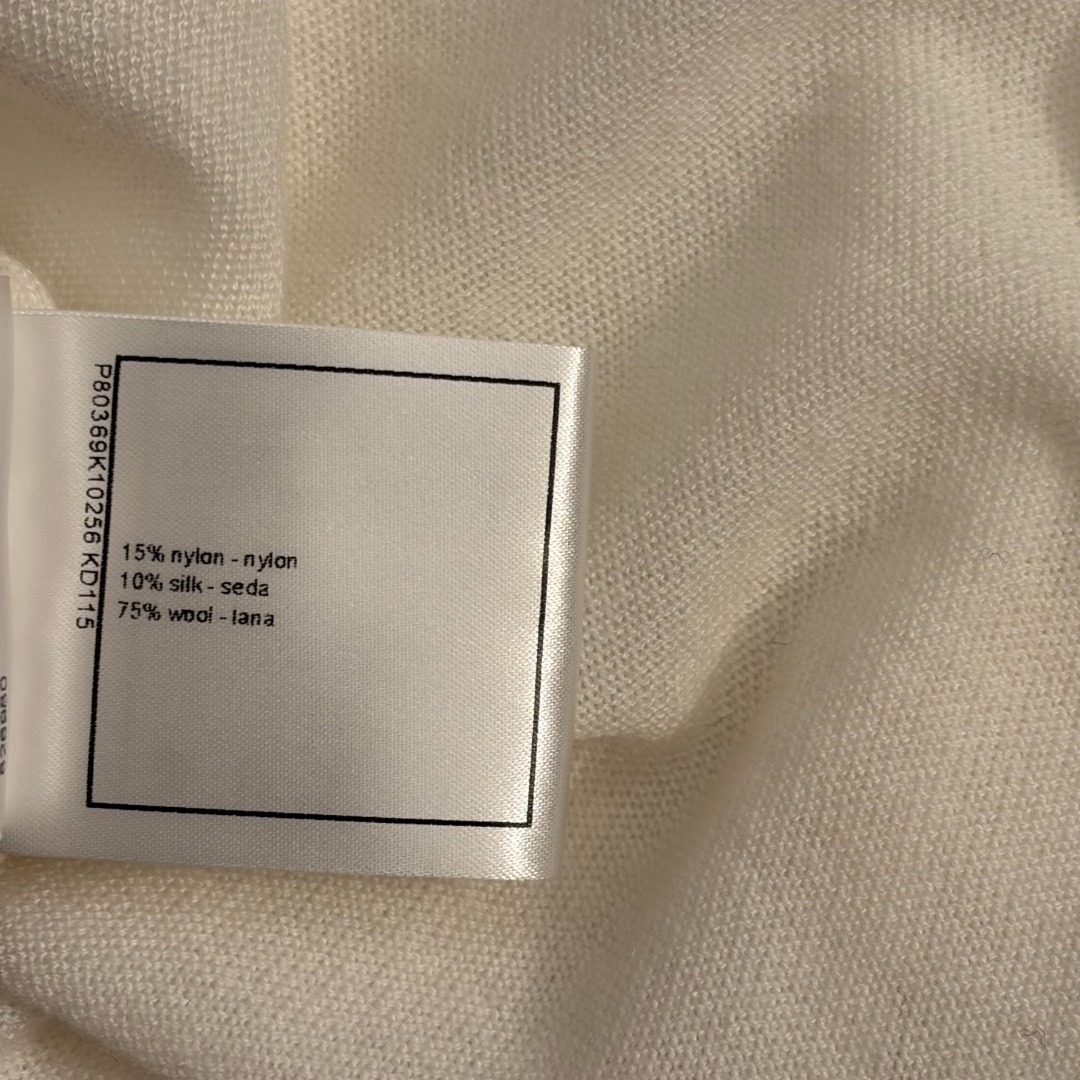 P80369K10256 KD115
15% nylon - nylon
10% silk - seda
75% wool - lana